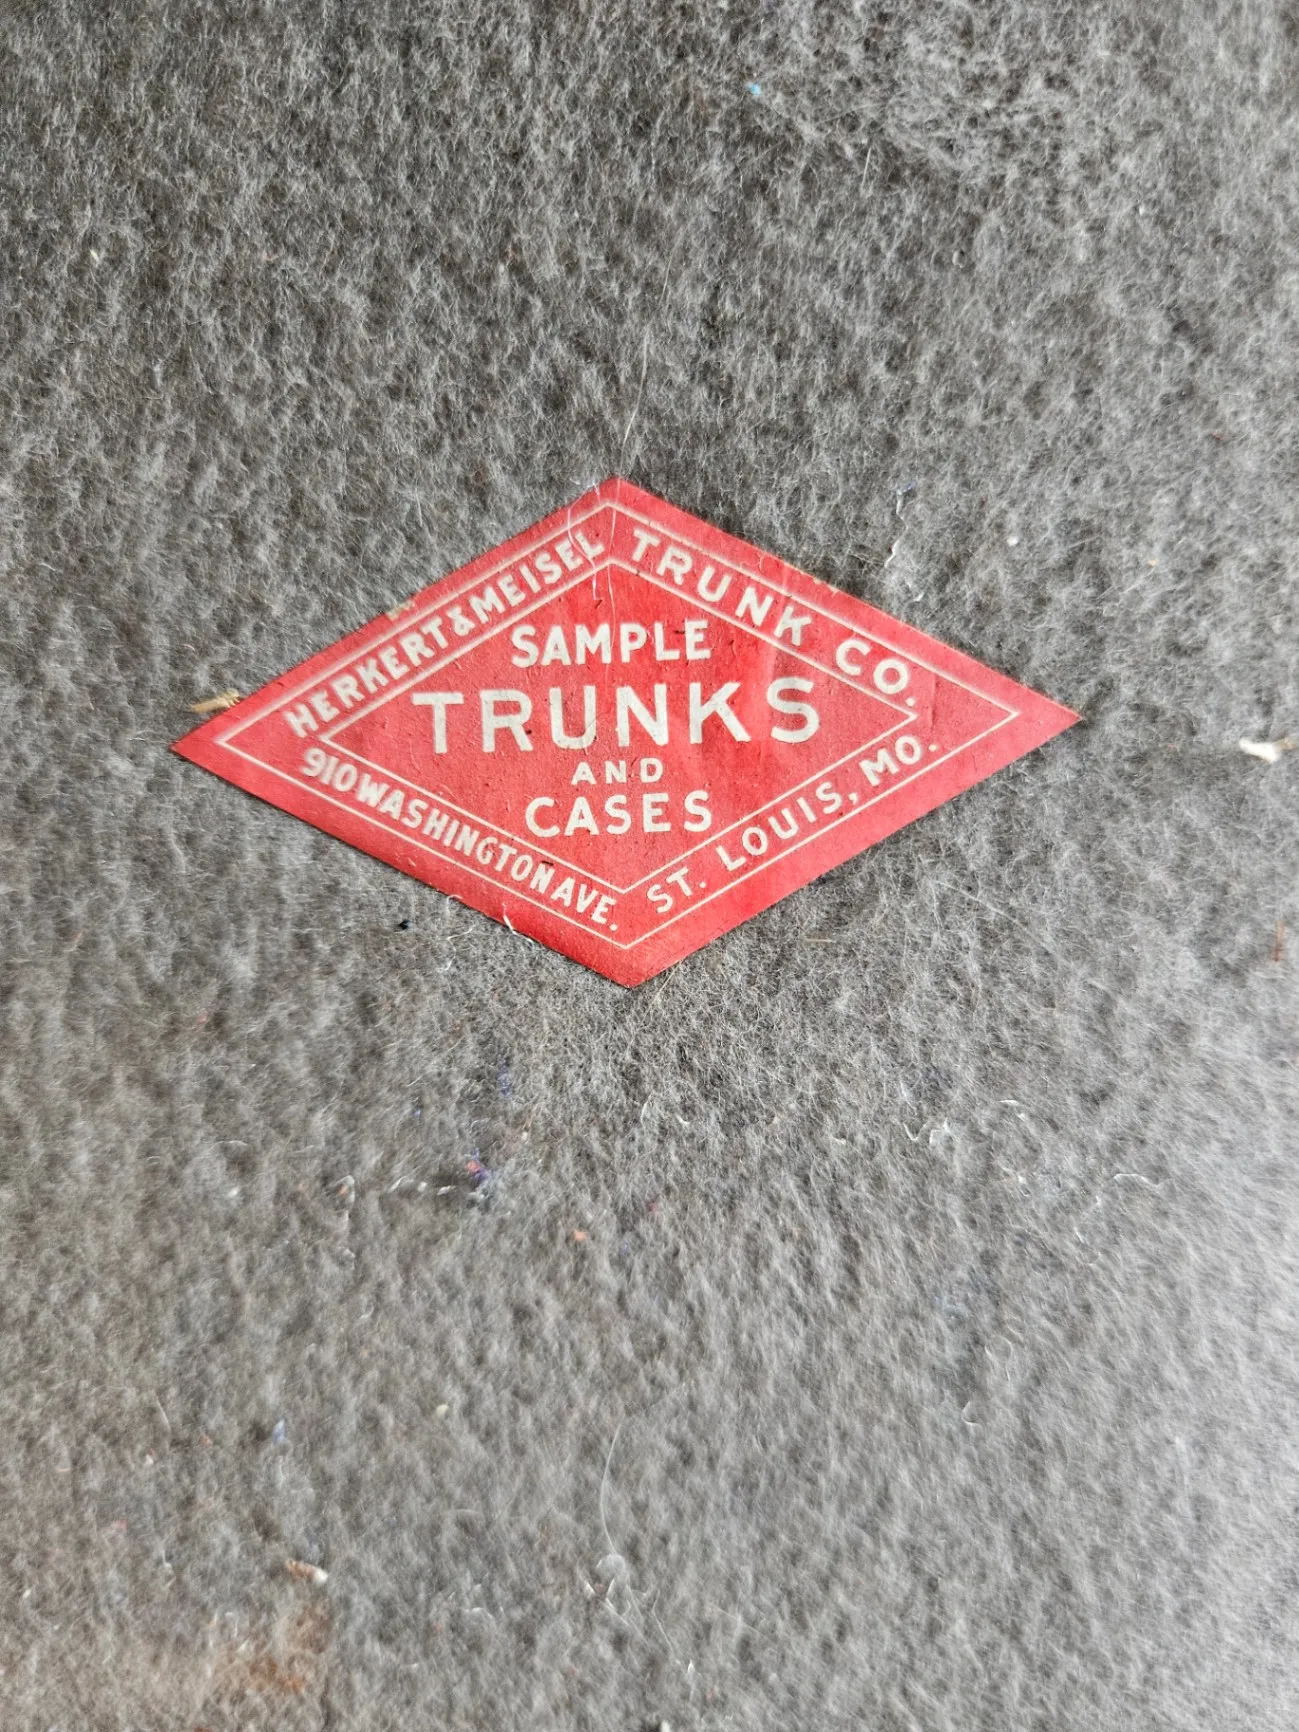 HERKERT & MEISEL TRUNK CO.
SAMPLE
TRUNKS
AND
CASES
910 WASHINGTON AVE. ST. LOUIS, MO.